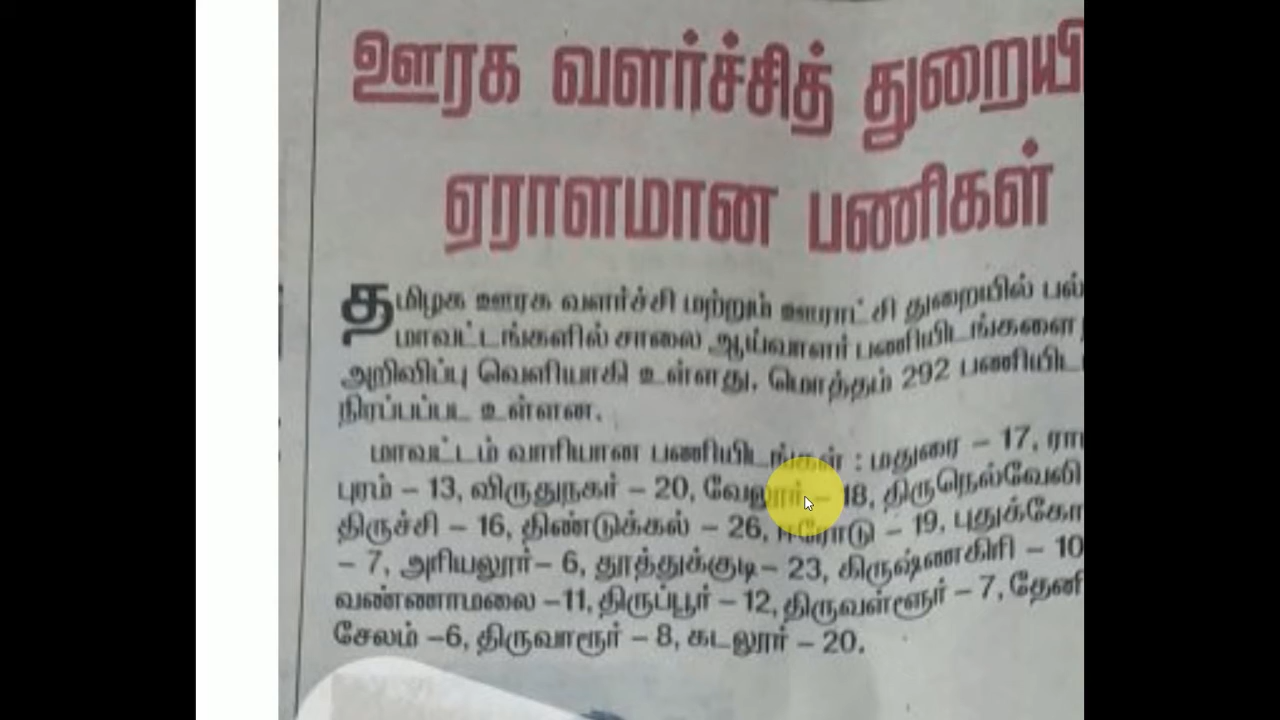 ஊரக வளர்ச்சித்
ஏராளமான பணிகள்
தமிழக ஊரக வளர்ச்சி மற்றும் ஊராட்சி துறையில்
மாவட்டங்களில் சாலை ஆய்வாளர் பணியிடங்களை
அறிவிப்பு வெளியாகி உள்ளது. மொத்தம் 292
நிரப்பப்பட உள்ளன.
மாவட்டம் வாரியான பணியிடங்கள் : மதுரை – 17,
புரம் – 13, விருதுநகர் – 20, வேலூர் – 18, திருநெல்வேலி
திருச்சி – 16, திண்டுக்கல் – 26, ஈரோடு – 19,
– 7, அரியலூர்– 6, தூத்துக்குடி– 23, கிருஷ்ணகிரி – 10
வண்ணாமலை –11, திருப்பூர் – 12, திருவள்ளூர் – 7, தேனி
சேலம் –6, திருவாரூர் – 8, கடலூர் – 20.